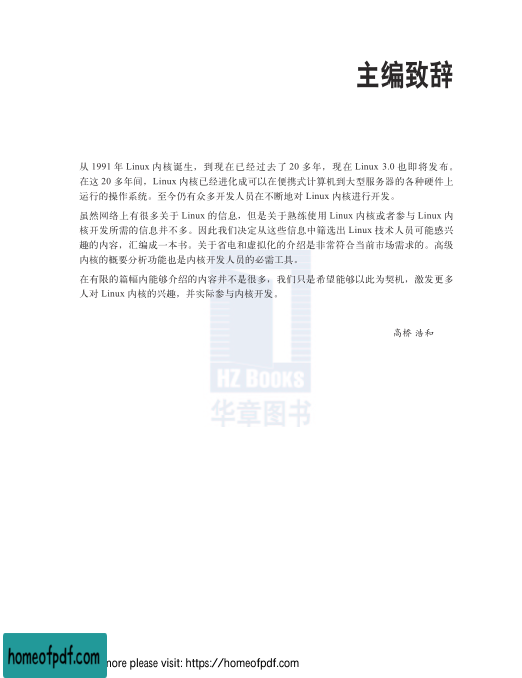 主编致辞
从 1991 年 Linux 内核诞生，到现在已经过去了 20 多年，现在 Linux 3.0 也即将发布。
在这 20 多年间，Linux 内核已经进化成可以在便携式计算机到大型服务器的各种硬件上
运行的操作系统。至今仍有众多开发人员在不断地对 Linux 内核进行开发。
虽然网络上有很多关于 Linux 的信息，但是关于熟练使用 Linux 内核或者参与 Linux 内
核开发所需的信息并不多。因此我们决定从这些信息中筛选出 Linux 技术人员可能感兴
趣的内容，汇编成一本书。关于省电和虚拟化的介绍是非常符合当前市场需求的。高级
内核的概要分析功能也是内核开发人员的必需工具。
在有限的篇幅内能够介绍的内容并不是很多，我们只是希望能够以此为契机，激发更多
人对 Linux 内核的兴趣，并实际参与内核开发。
高桥 浩和
HZ BOOKS
华章图书
homeofpdf.com
more please visit: https://homeofpdf.com